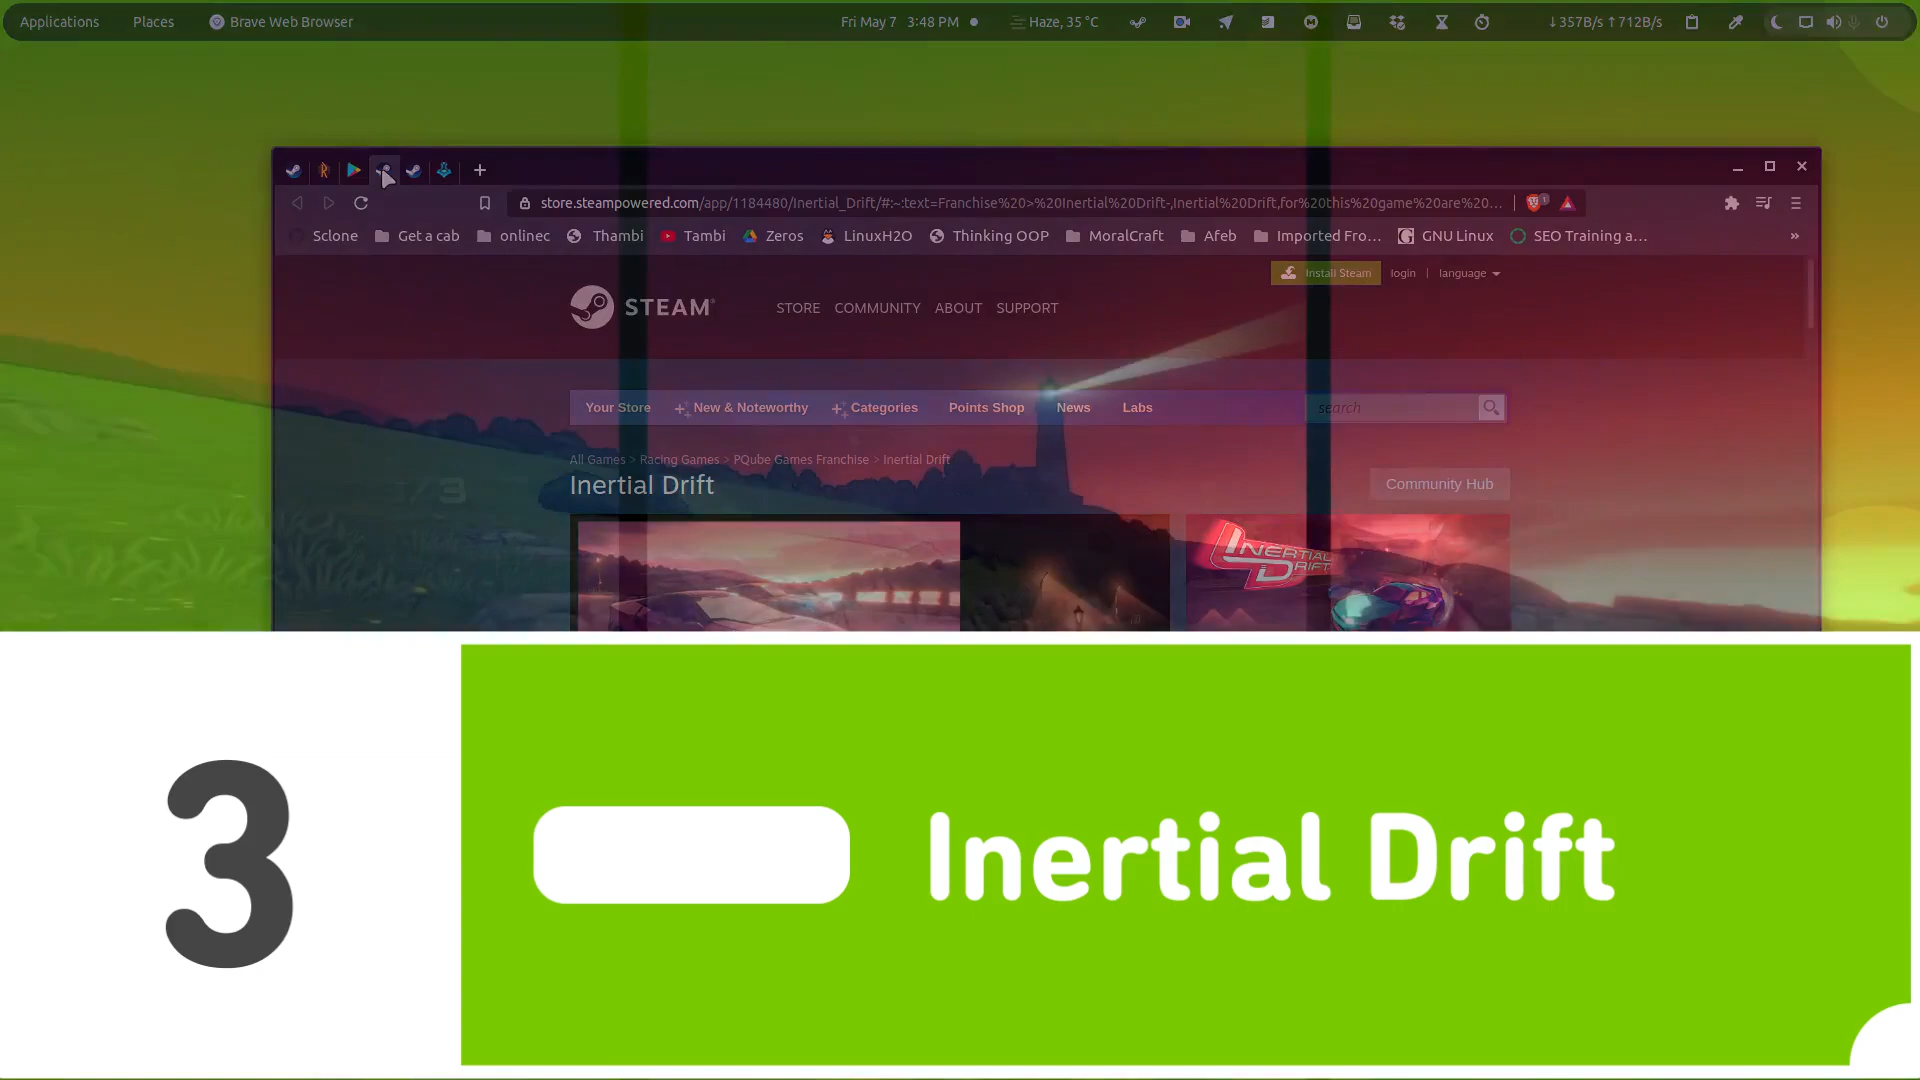 Applications Places Brave Web Browser Fri May 7 3:48 PM Haze, 35 °C ↓357B/s ↑712B/s
store.steampowered.com/app/1184480/Inertial_Drift/#:~:text=Franchise%20>%20Inertial%20Drift-,Inertial%20Drift,for%20this%20game%20are%20... 1
Sclone Get a cab onlinec Thambi Tambi Zeros LinuxH2O Thinking OOP MoralCraft Afeb Imported Fro... GNU Linux SEO Training a... »
Install Steam login | language
STEAM STORE COMMUNITY ABOUT SUPPORT
Your Store New & Noteworthy Categories Points Shop News Labs search
All Games > Racing Games > PQube Games Franchise > Inertial Drift
Inertial Drift Community Hub
INERTIAL
DRIFT
3 Inertial Drift